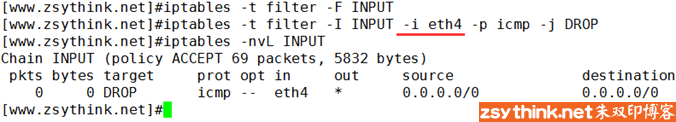 [www.zsythink.net]#iptables -t filter -F INPUT
[www.zsythink.net]#iptables -t filter -I INPUT -i eth4 -p icmp -j DROP
[www.zsythink.net]#iptables -nvL INPUT
Chain INPUT (policy ACCEPT 69 packets, 5832 bytes)
 pkts bytes target     prot opt in     out     source               destination
    0     0 DROP       icmp --  eth4   *       0.0.0.0/0            0.0.0.0/0
[www.zsythink.net]#
zsythink.net朱双印博客